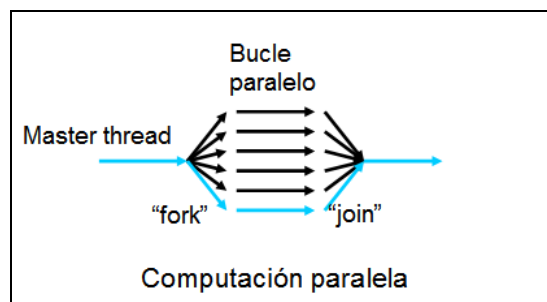 Bucle
paralelo
Master thread
“fork”
“join”
Computación paralela